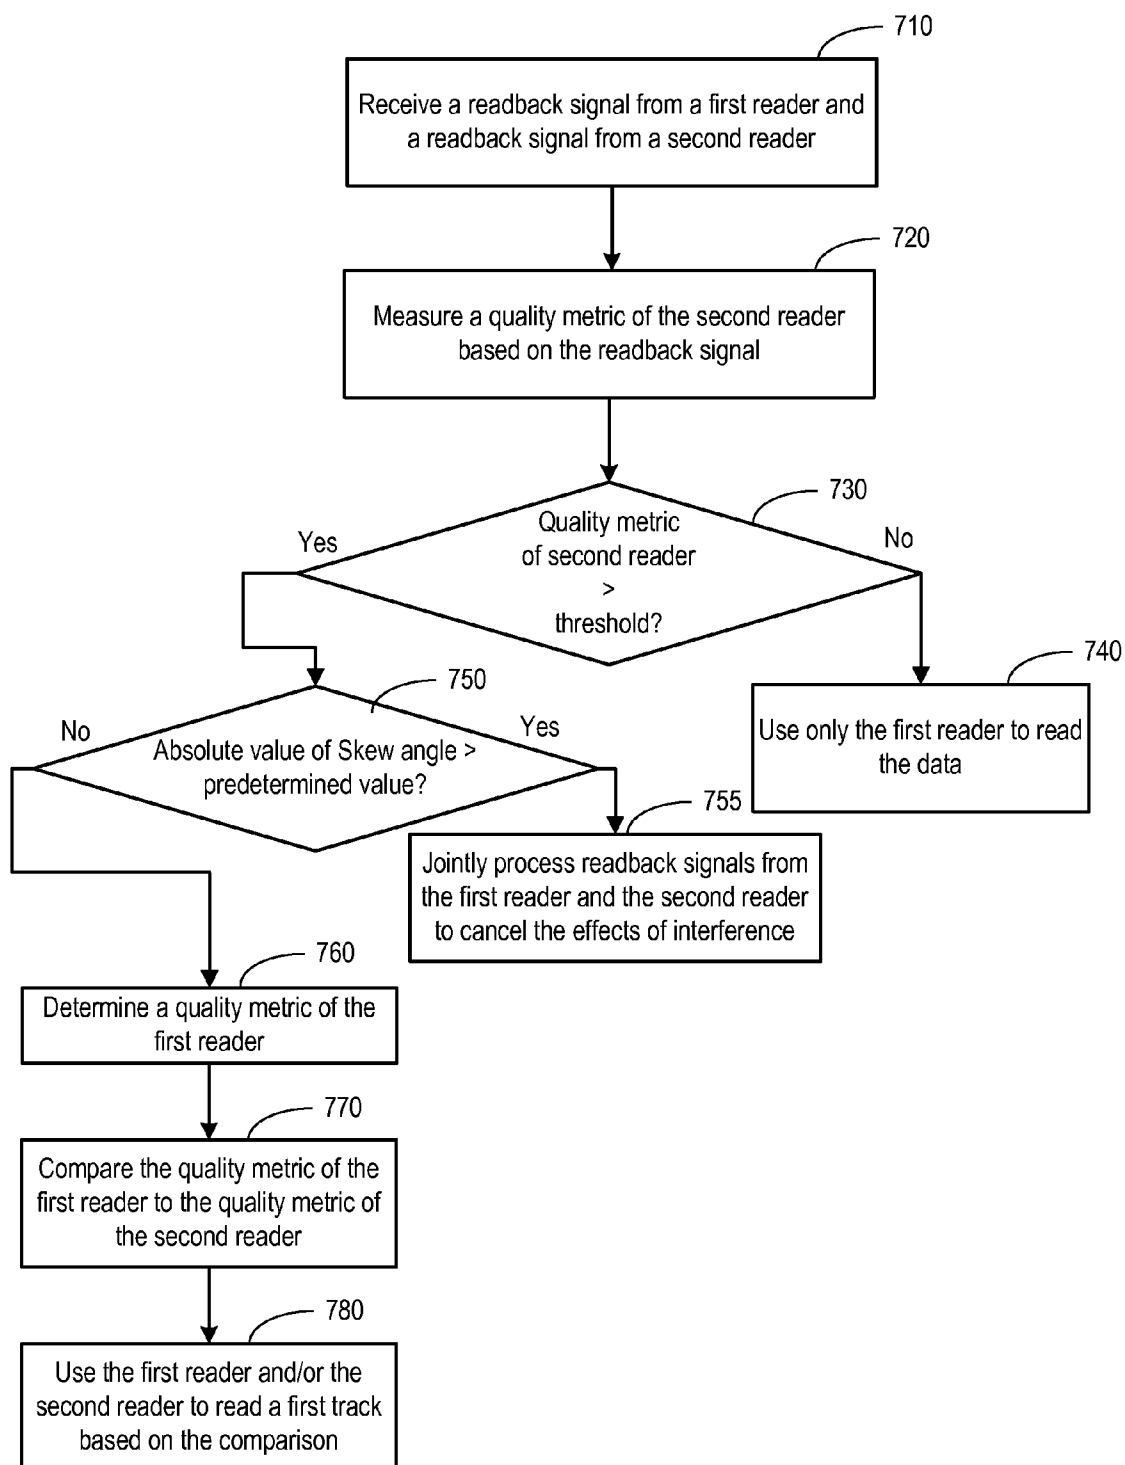 710
Receive a readback signal from a first reader and
a readback signal from a second reader
720
Measure a quality metric of the second reader
based on the readback signal
730
Quality metric
of second reader
>
threshold?
Yes
No
740
Use only the first reader to read
the data
750
No
Yes
Absolute value of Skew angle >
predetermined value?
755
Jointly process readback signals from
the first reader and the second reader
to cancel the effects of interference
760
Determine a quality metric of the
first reader
770
Compare the quality metric of the
first reader to the quality metric of
the second reader
780
Use the first reader and/or the
second reader to read a first track
based on the comparison